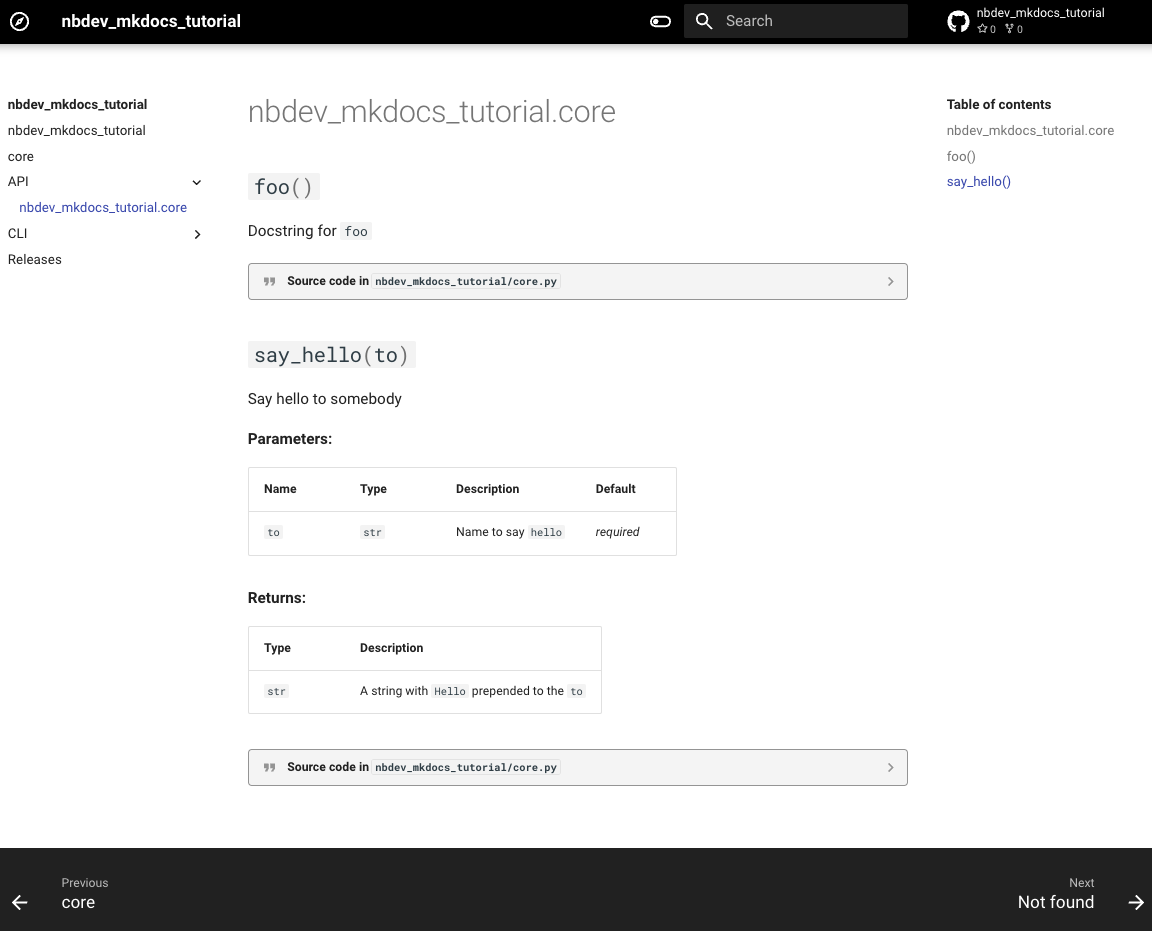 nbdev_mkdocs_tutorial
Search
nbdev_mkdocs_tutorial
0 0
nbdev_mkdocs_tutorial
nbdev_mkdocs_tutorial
core
API
nbdev_mkdocs_tutorial.core
CLI
Releases
nbdev_mkdocs_tutorial.core
foo()
Docstring for foo
Source code in nbdev_mkdocs_tutorial/core.py
say_hello(to)
Say hello to somebody
Parameters:
Name Type Description Default
to str Name to say hello required
Returns:
Type Description
str A string with Hello prepended to the to
Source code in nbdev_mkdocs_tutorial/core.py
Table of contents
nbdev_mkdocs_tutorial.core
foo()
say_hello()
Previous
core
Next
Not found